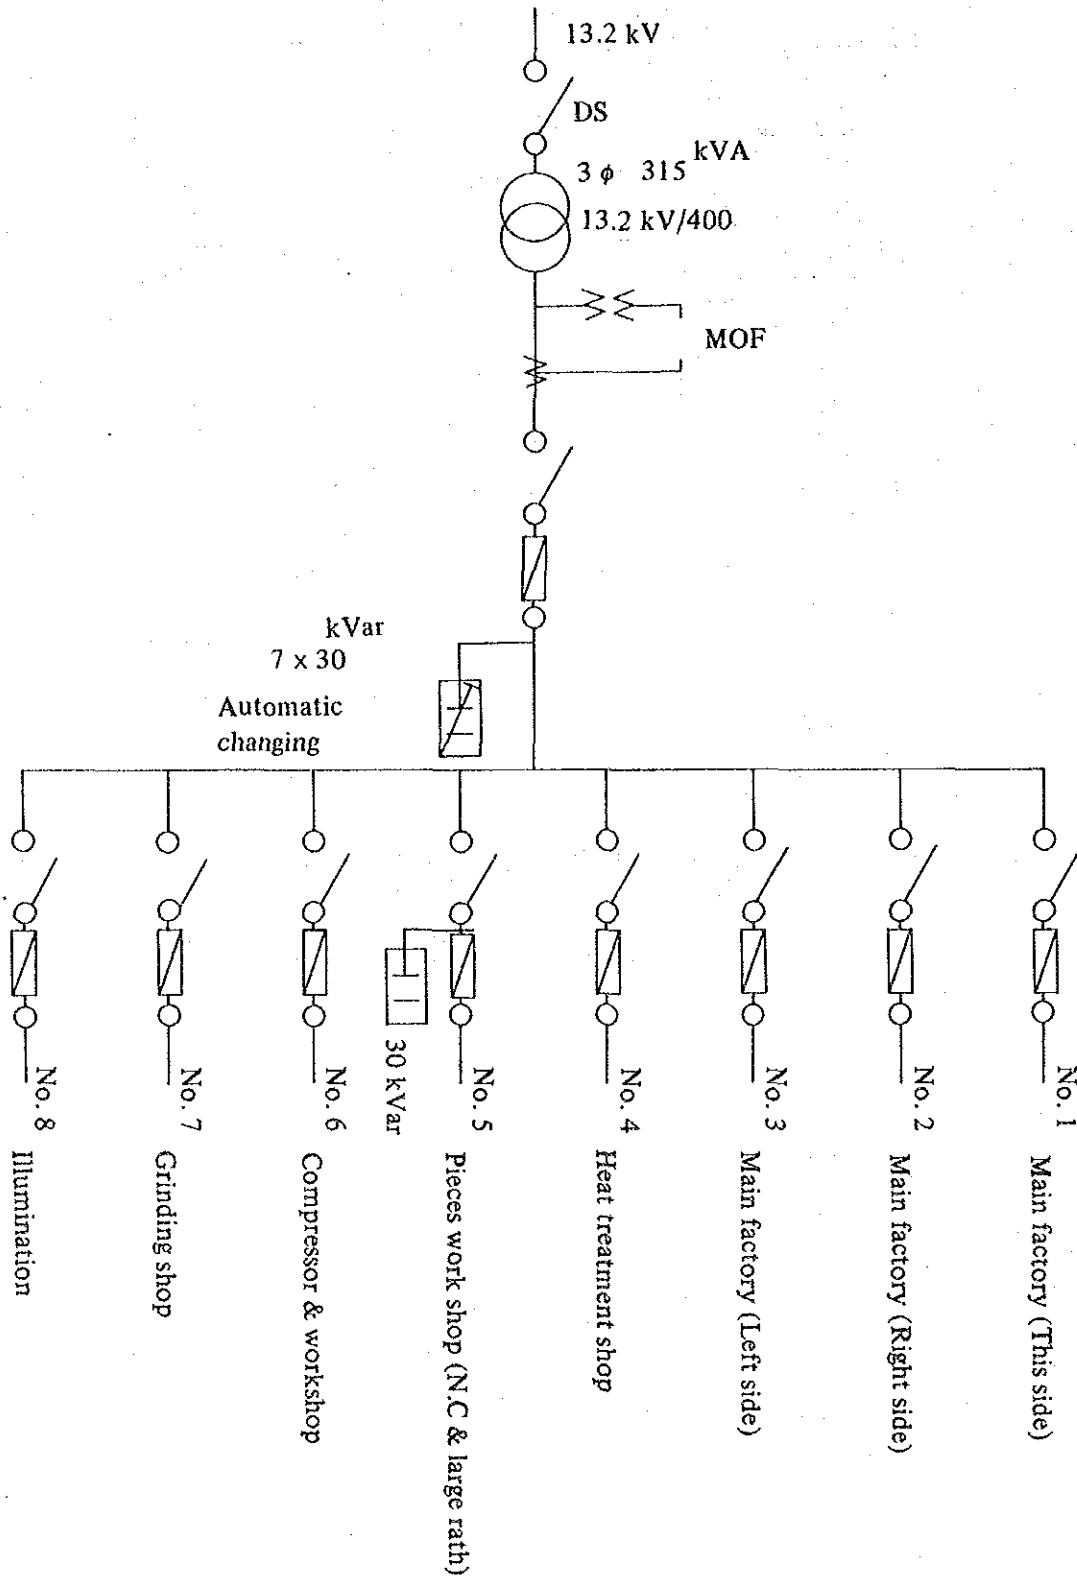 13.2 kV
DS
3 φ 315 kVA
13.2 kV/400
MOF
kVar
7 x 30
Automatic
changing
30 kVar
No. 1 Main factory (This side)
No. 2 Main factory (Right side)
No. 3 Main factory (Left side)
No. 4 Heat treatment shop
No. 5 Pieces work shop (N.C & large rath)
No. 6 Compressor & workshop
No. 7 Grinding shop
No. 8 Illumination